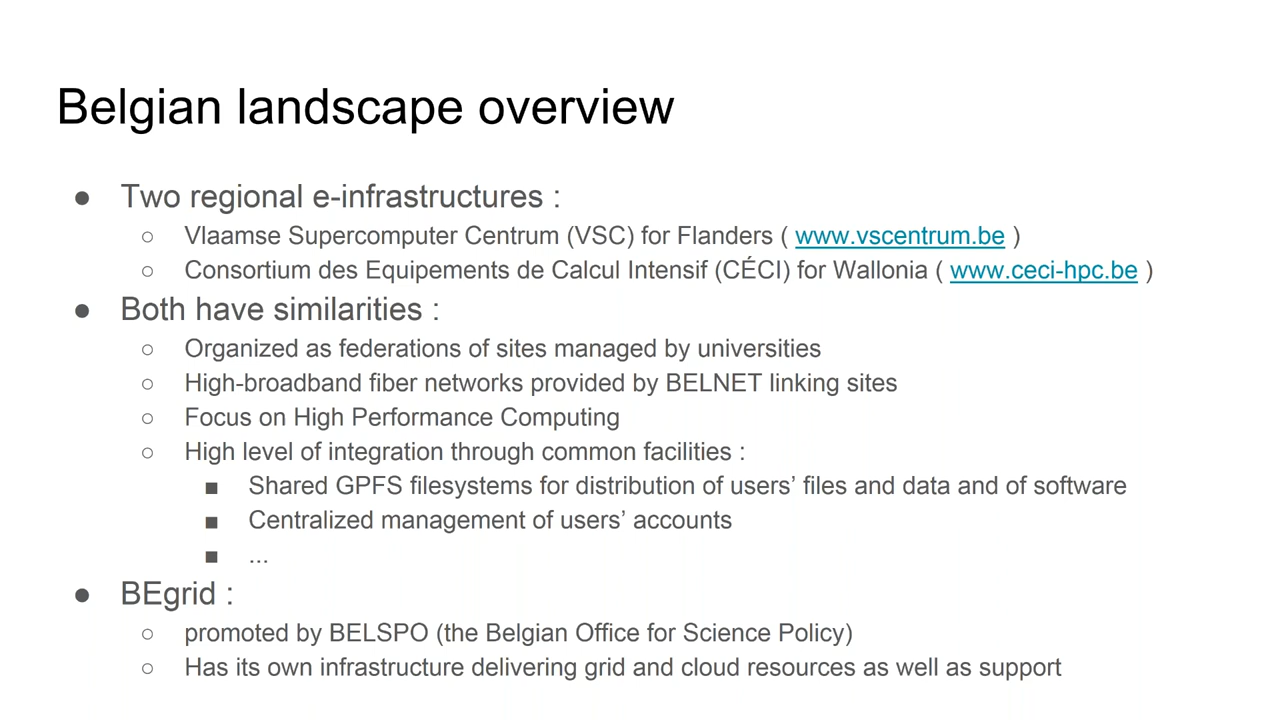 Belgian landscape overview
● Two regional e-infrastructures :
○ Vlaamse Supercomputer Centrum (VSC) for Flanders ( www.vscentrum.be )
○ Consortium des Equipements de Calcul Intensif (CÉCI) for Wallonia ( www.ceci-hpc.be )
● Both have similarities :
○ Organized as federations of sites managed by universities
○ High-broadband fiber networks provided by BELNET linking sites
○ Focus on High Performance Computing
○ High level of integration through common facilities :
■ Shared GPFS filesystems for distribution of users’ files and data and of software
■ Centralized management of users’ accounts
■ ...
● BEgrid :
○ promoted by BELSPO (the Belgian Office for Science Policy)
○ Has its own infrastructure delivering grid and cloud resources as well as support